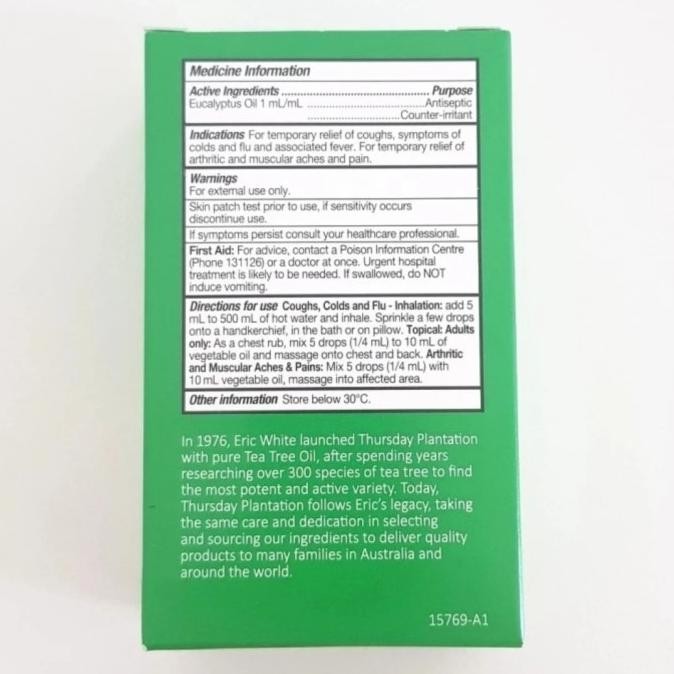 Medicine Information
Active Ingredients ................................................ Purpose
Eucalyptus Oil 1 mL/mL ......................................Antiseptic
..............................Counter-irritant
Indications For temporary relief of coughs, symptoms of
colds and flu and associated fever. For temporary relief of
arthritic and muscular aches and pain.
Warnings
For external use only.
Skin patch test prior to use, if sensitivity occurs
discontinue use.
If symptoms persist consult your healthcare professional.
First Aid: For advice, contact a Poison Information Centre
(Phone 131126) or a doctor at once. Urgent hospital
treatment is likely to be needed. If swallowed, do NOT
induce vomiting.
Directions for use Coughs, Colds and Flu - Inhalation: add 5
mL to 500 mL of hot water and inhale. Sprinkle a few drops
onto a handkerchief, in the bath or on pillow. Topical: Adults
only: As a chest rub, mix 5 drops (1/4 mL) to 10 mL of
vegetable oil and massage onto chest and back. Arthritic
and Muscular Aches & Pains: Mix 5 drops (1/4 mL) with
10 mL vegetable oil, massage into affected area.
Other information Store below 30°C.
In 1976, Eric White launched Thursday Plantation
with pure Tea Tree Oil, after spending years
researching over 300 species of tea tree to find
the most potent and active variety. Today,
Thursday Plantation follows Eric's legacy, taking
the same care and dedication in selecting
and sourcing our ingredients to deliver quality
products to many families in Australia and
around the world.
15769-A1